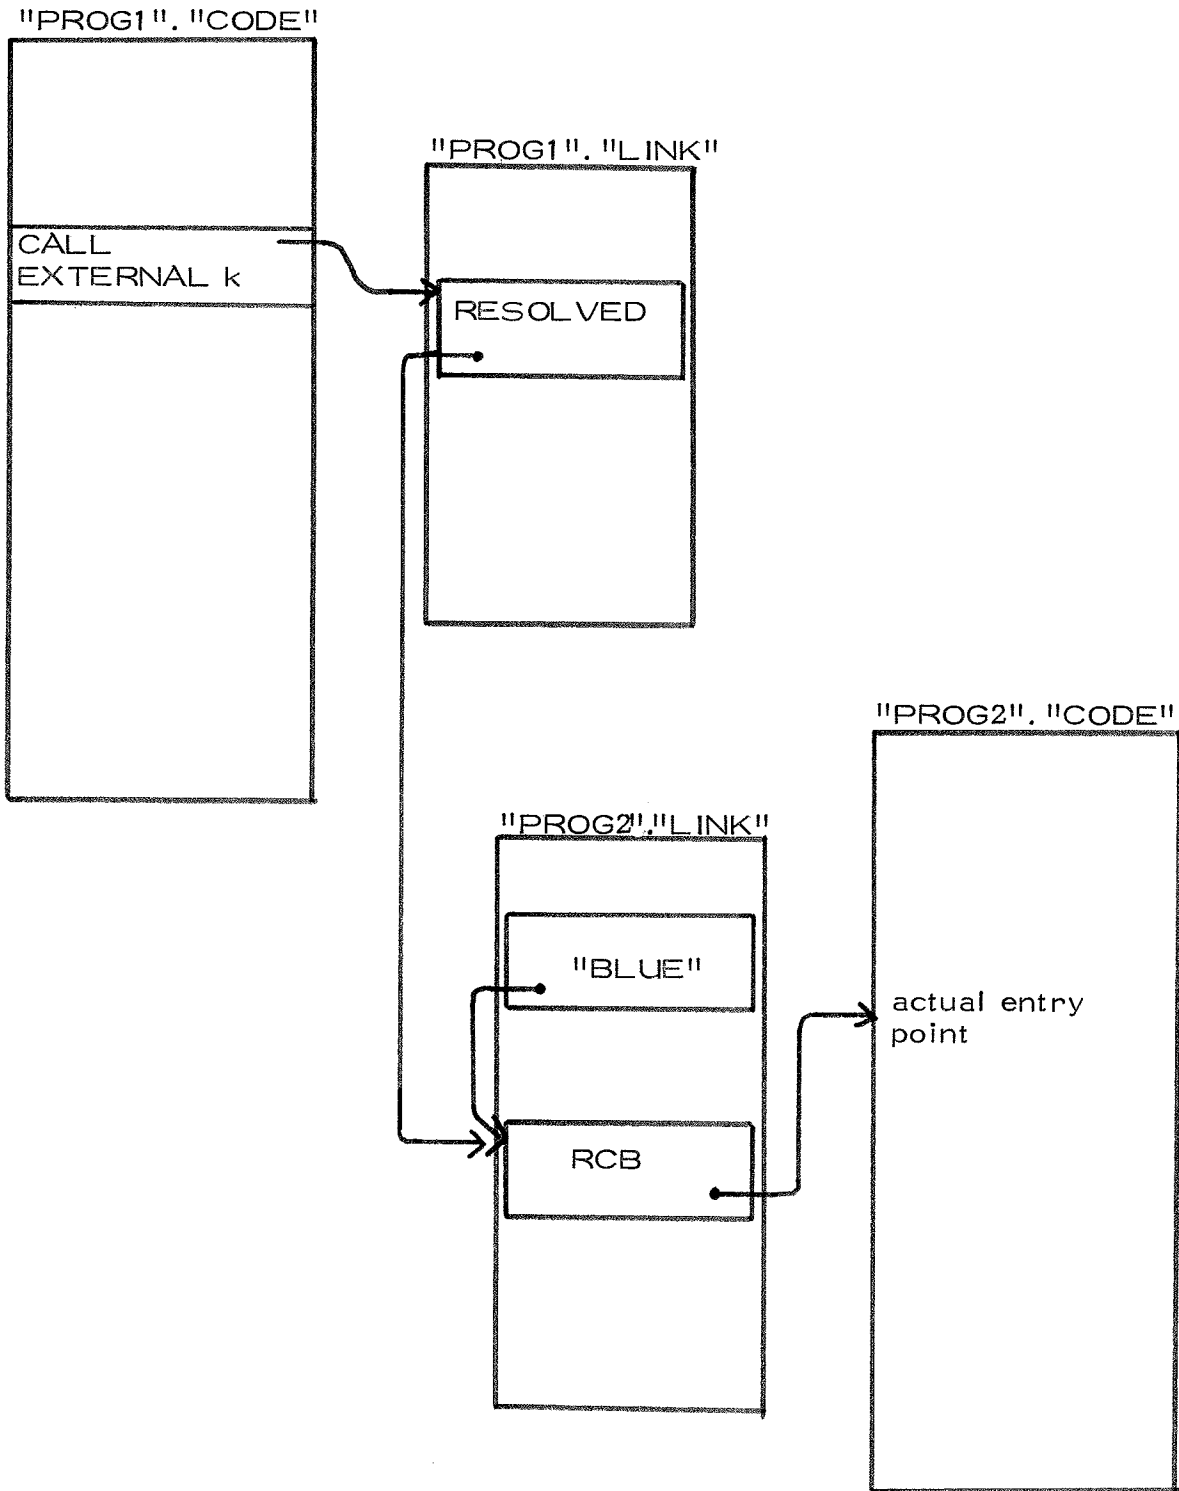 "PROG1"."CODE"
"PROG1"."LINK"
CALL
EXTERNAL k
RESOLVED
"PROG2"."CODE"
"PROG2"."LINK"
"BLUE"
actual entry
point
RCB